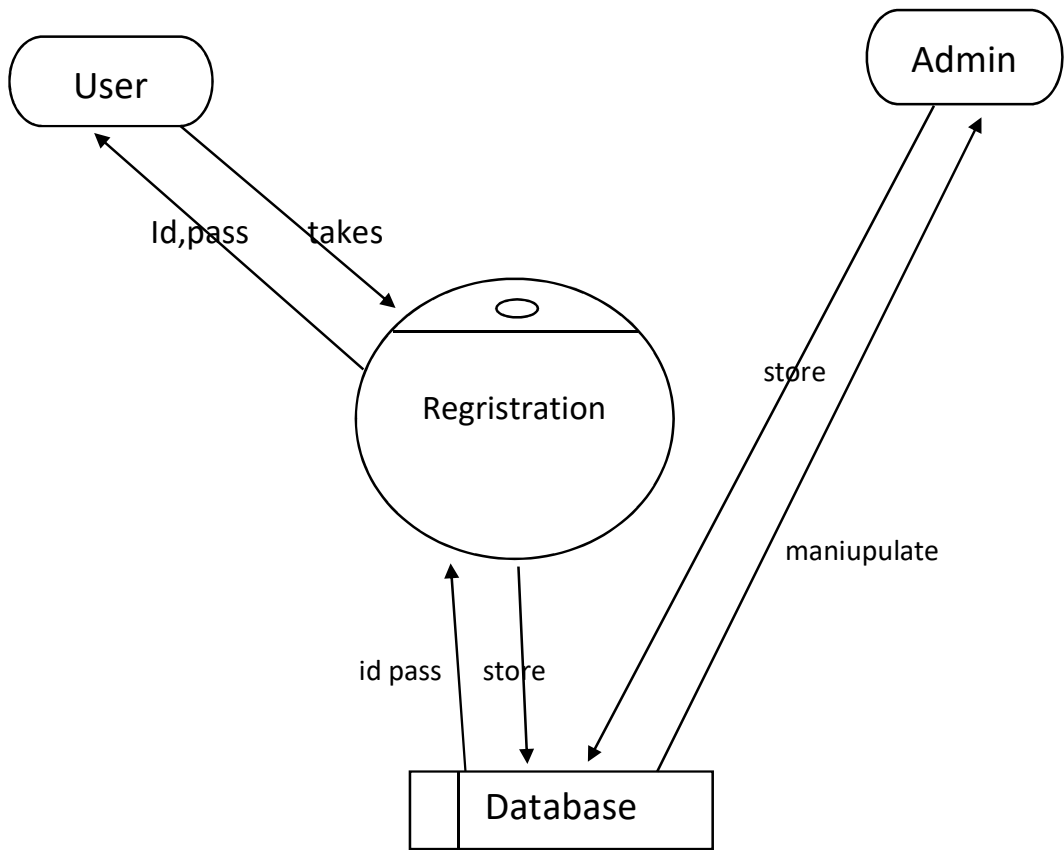 User
Admin
Id,pass
takes
store
Regristration
maniupulate
id pass
store
Database